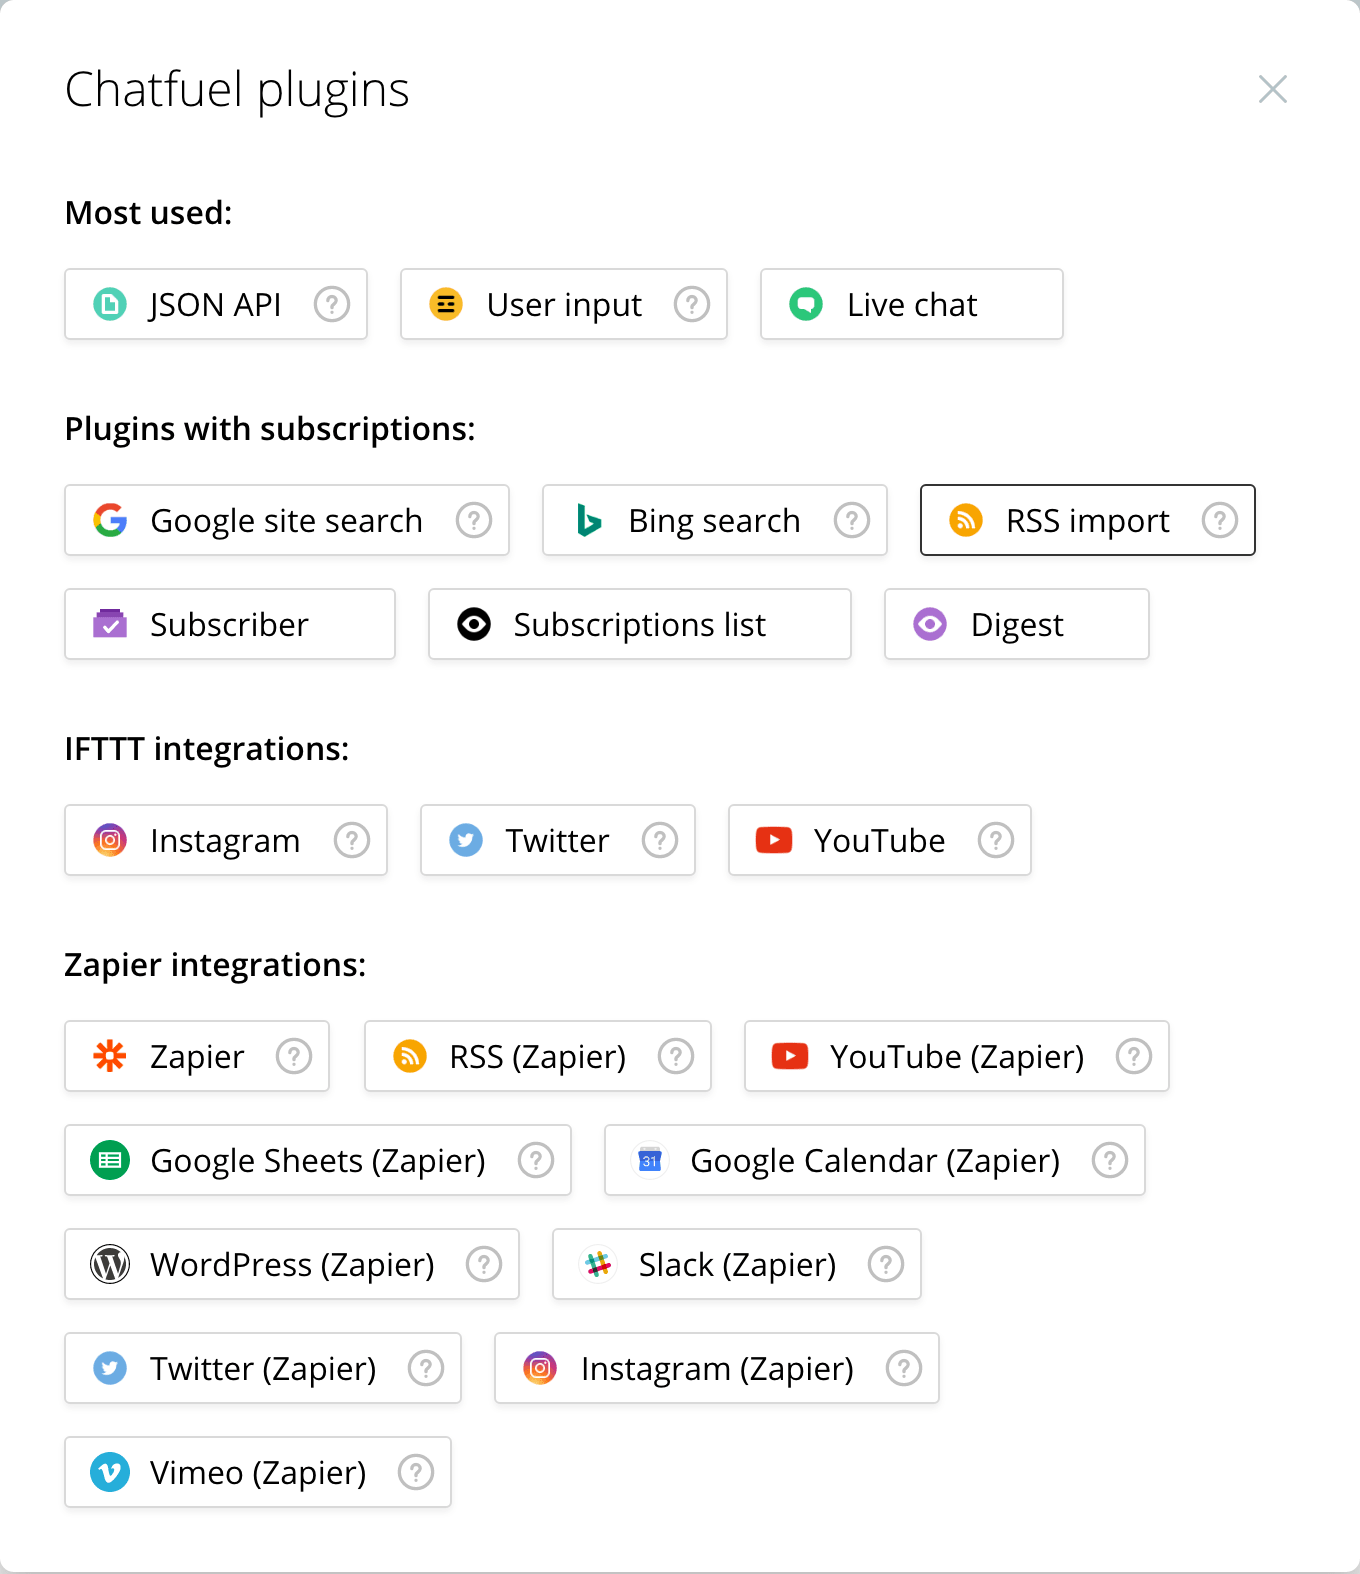 Chatfuel plugins
Most used:
JSON API ? User input ? Live chat
Plugins with subscriptions:
Google site search ? Bing search ? RSS import ?
Subscriber Subscriptions list Digest
IFTTT integrations:
Instagram ? Twitter ? YouTube ?
Zapier integrations:
Zapier ? RSS (Zapier) ? YouTube (Zapier) ?
Google Sheets (Zapier) ? 31 Google Calendar (Zapier) ?
WordPress (Zapier) ? Slack (Zapier) ?
Twitter (Zapier) ? Instagram (Zapier) ?
Vimeo (Zapier) ?